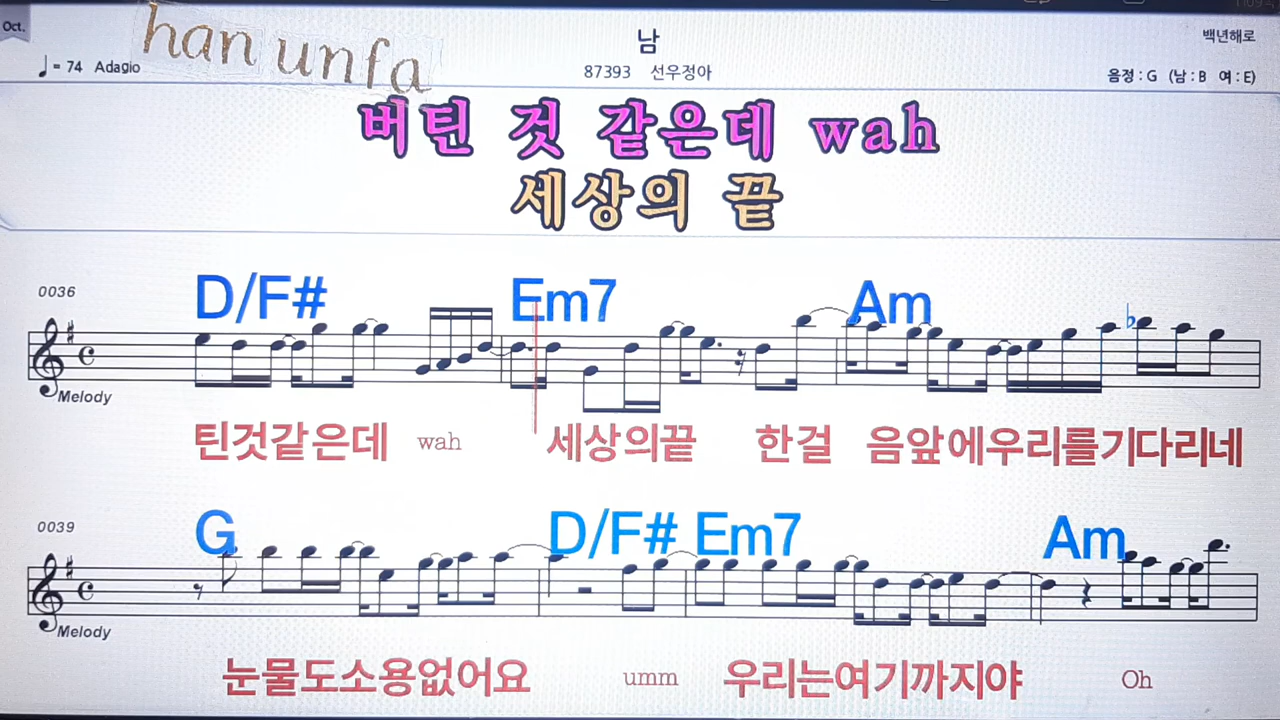 Oct.
han unfa
남
백년해로
♩= 74 Adagio
87393 선우정아
음정 : G (남 : B 여 : E)
버틴 것 같은데 wah
세상의 끝
0036
D/F# Em7 Am
Melody
틴것같은데 wah 세상의끝 한걸 음앞에우리를기다리네
0039
G D/F# Em7 Am
Melody
눈물도소용없어요 umm 우리는여기까지야 Oh